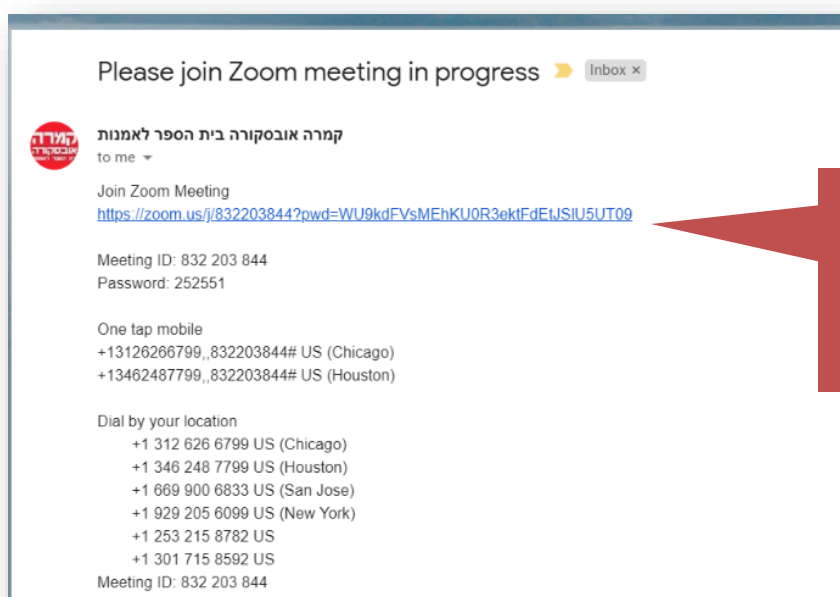 Please join Zoom meeting in progress Inbox ×
קמרה אובסקורה בית הספר לאמנות
קמרה
אובסקורה
to me
Join Zoom Meeting
https://zoom.us/j/832203844?pwd=WU9kdFVsMEhKU0R3ektFdEtJSlU5UT09
Meeting ID: 832 203 844
Password: 252551
One tap mobile
+13126266799,,832203844# US (Chicago)
+13462487799,,832203844# US (Houston)
Dial by your location
+1 312 626 6799 US (Chicago)
+1 346 248 7799 US (Houston)
+1 669 900 6833 US (San Jose)
+1 929 205 6099 US (New York)
+1 253 215 8782 US
+1 301 715 8592 US
Meeting ID: 832 203 844